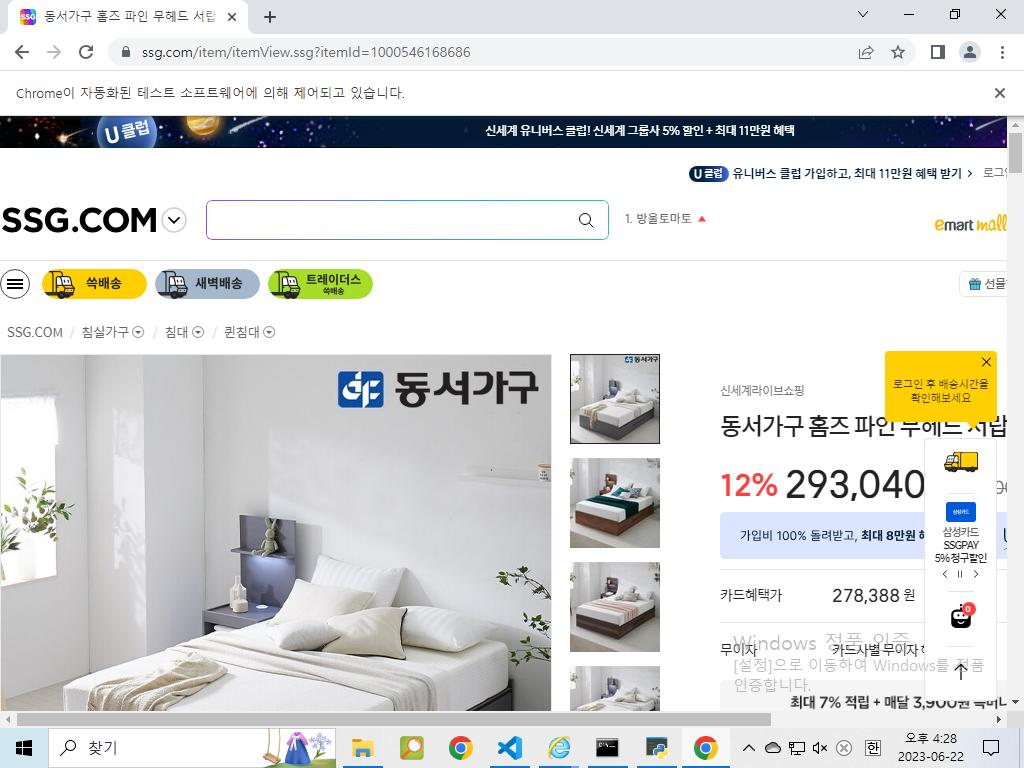 동서가구 홈즈 파인 무헤드 서랍
ssg.com/item/itemView.ssg?itemId=1000546168686
Chrome이 자동화된 테스트 소프트웨어에 의해 제어되고 있습니다.
U 클럽
신세계 유니버스 클럽! 신세계 그룹사 5% 할인 + 최대 11만원 혜택
U 클럽 유니버스 클럽 가입하고, 최대 11만원 혜택 받기 >
로그인
SSG.COM
1. 방울토마토
emart mall
쓱배송
새벽배송
트레이더스
쓱배송
선물
SSG.COM / 침실가구 / 침대 / 퀸침대
동서가구
동서가구
신세계라이브쇼핑
로그인 후 배송시간을
확인해보세요
동서가구 홈즈 파인 무헤드 서랍
12% 293,040
가입비 100% 돌려받고, 최대 8만원
삼성카드
삼성카드
SSGPAY
5% 청구할인
카드혜택가 278,388 원
0
무이자 카드사별 무이자
Windows 정품 인증
[설정]으로 이동하여 Windows를 정품
인증합니다.
최대 7% 적립 + 매달 3,900원
찾기
한
오후 4:28
2023-06-22